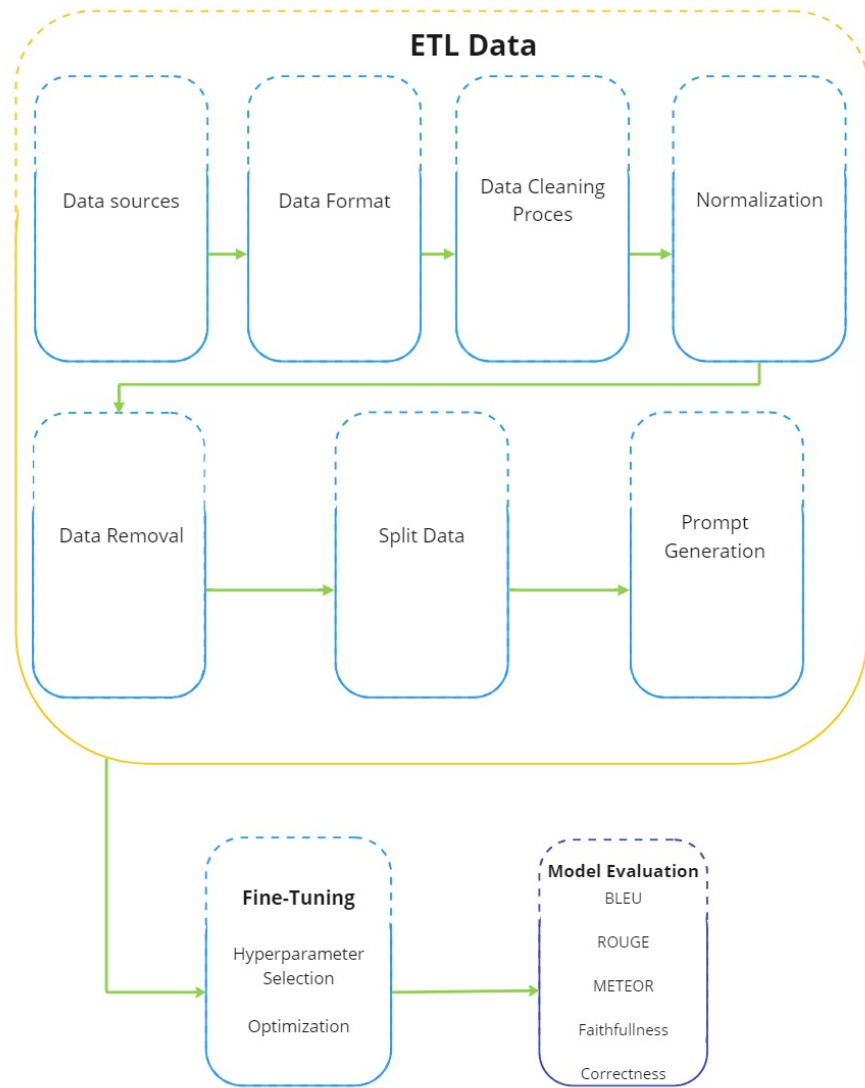 ETL Data
Data sources
Data Format
Data Cleaning
Proces
Normalization
Data Removal
Split Data
Prompt
Generation
Fine-Tuning
Hyperparameter
Selection
Optimization
Model Evaluation
BLEU
ROUGE
METEOR
Faithfullness
Correctness